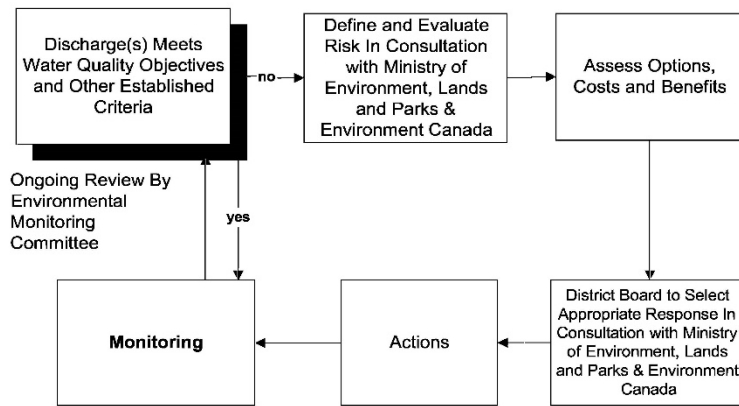 Discharge(s) Meets
Water Quality Objectives
and Other Established
Criteria
no
Define and Evaluate
Risk In Consultation
with Ministry of
Environment, Lands
and Parks &
Environment Canada
Assess Options,
Costs and Benefits
Ongoing Review By
Environmental
Monitoring
Committee
yes
Monitoring
Actions
District Board to Select
Appropriate Response In
Consultation with Ministry
of Environment, Lands
and Parks & Environment
Canada